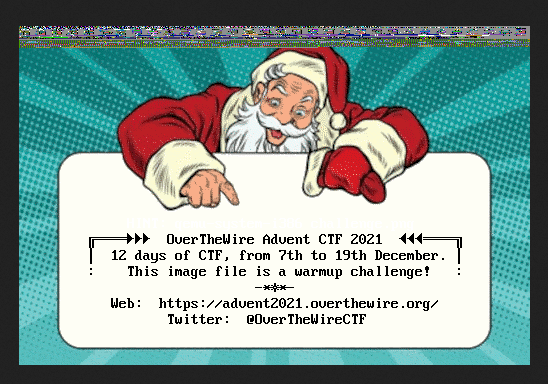 OverTheWire Advent CTF 2021
12 days of CTF, from 7th to 19th December.
This image file is a warmup challenge!
Web: https://advent2021.overthewire.org/
Twitter: @OverTheWireCTF